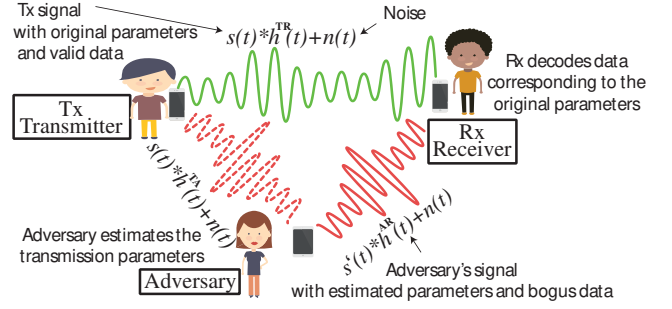 Tx signal
with original parameters
and valid data
s(t)*h^TR(t)+n(t)
Noise
Rx decodes data
corresponding to the
original parameters
Tx
Transmitter
Rx
Receiver
s(t)*h^TA(t)+n(t)
s‘(t)*h^AR(t)+n(t)
Adversary estimates the
transmission parameters
Adversary
Adversary's signal
with estimated parameters and bogus data